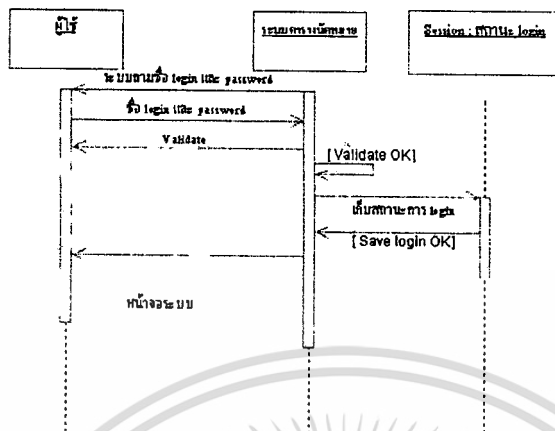 ผู้ใช้
ระบบตารางนัดหมาย
Session : สถานะ login
ระบบถามชื่อ login และ password
ชื่อ login และ password
Validate
[Validate OK]
เก็บสถานะการ login
[Save login OK]
หน้าจอระบบ